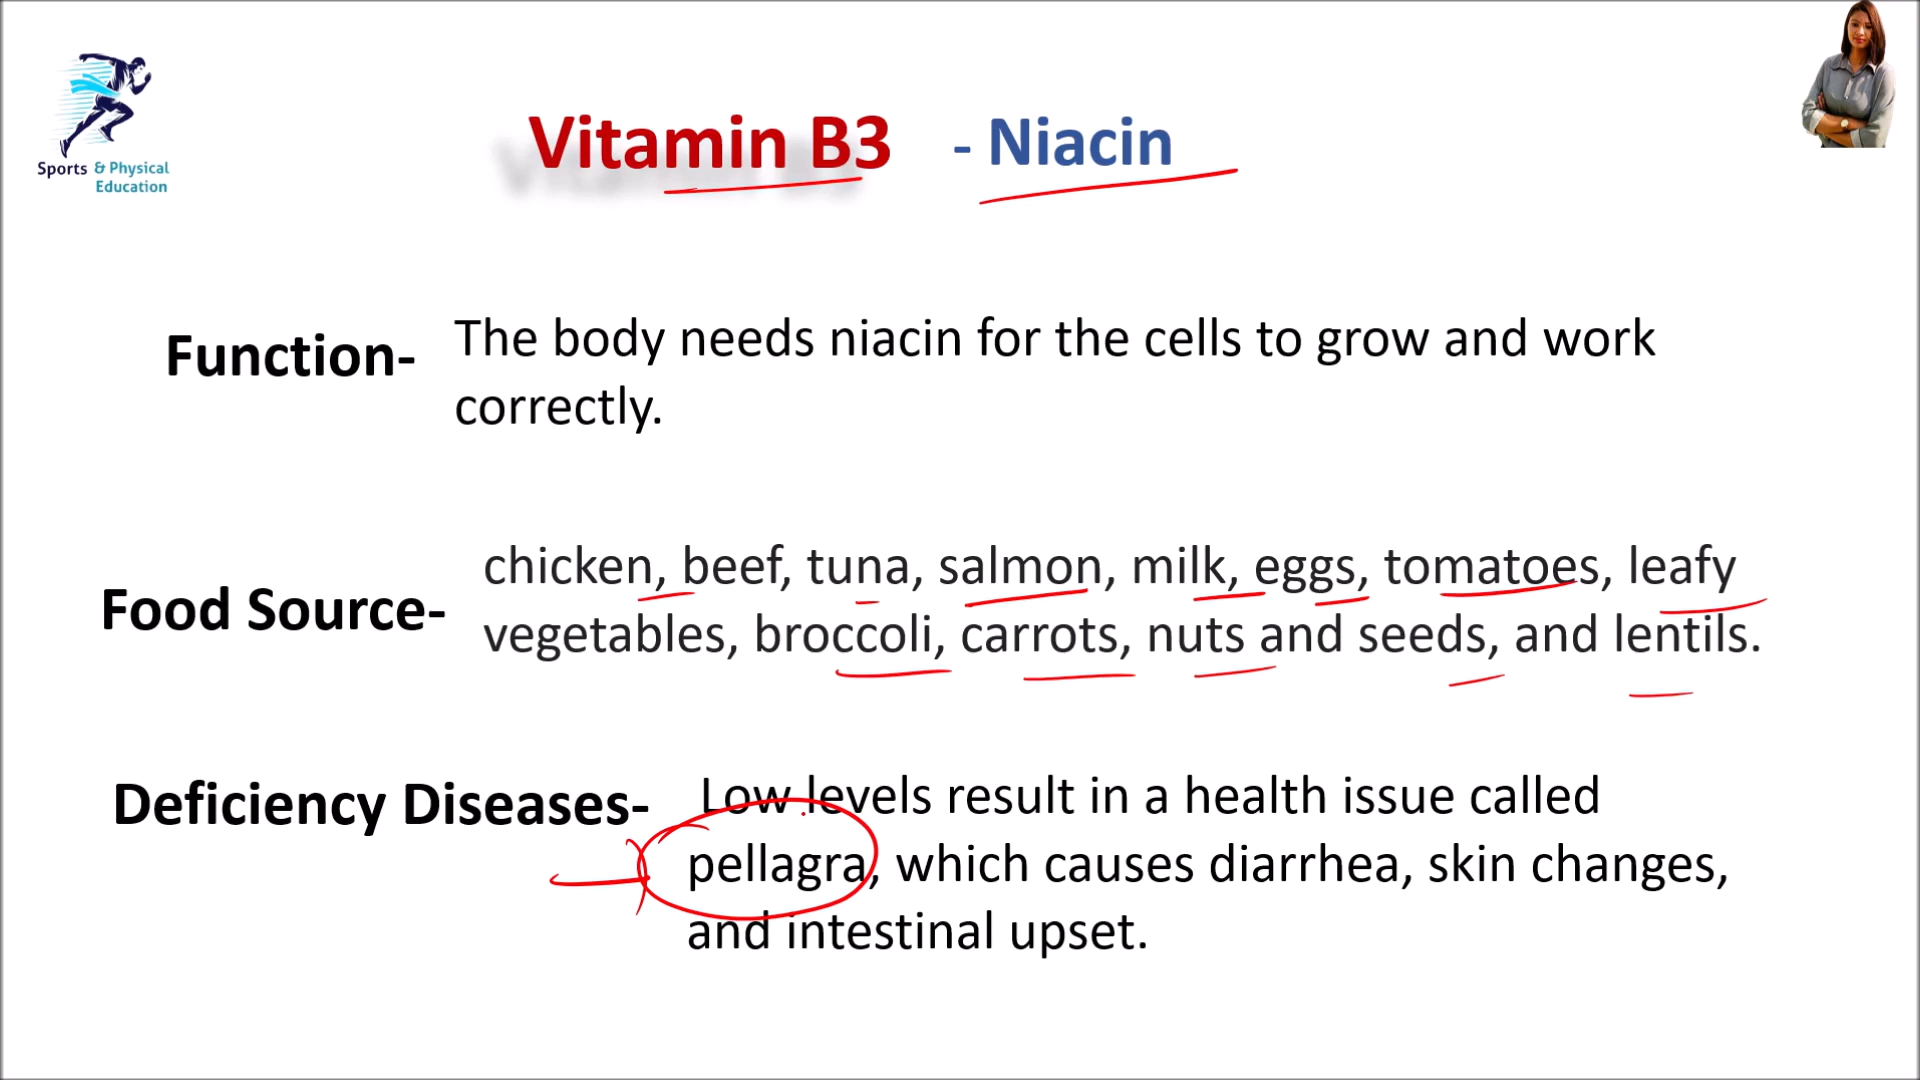 Sports & Physical
Education
Vitamin B3 - Niacin
Function- The body needs niacin for the cells to grow and work
correctly.
Food Source- chicken, beef, tuna, salmon, milk, eggs, tomatoes, leafy
vegetables, broccoli, carrots, nuts and seeds, and lentils.
Deficiency Diseases- Low levels result in a health issue called
pellagra, which causes diarrhea, skin changes,
and intestinal upset.